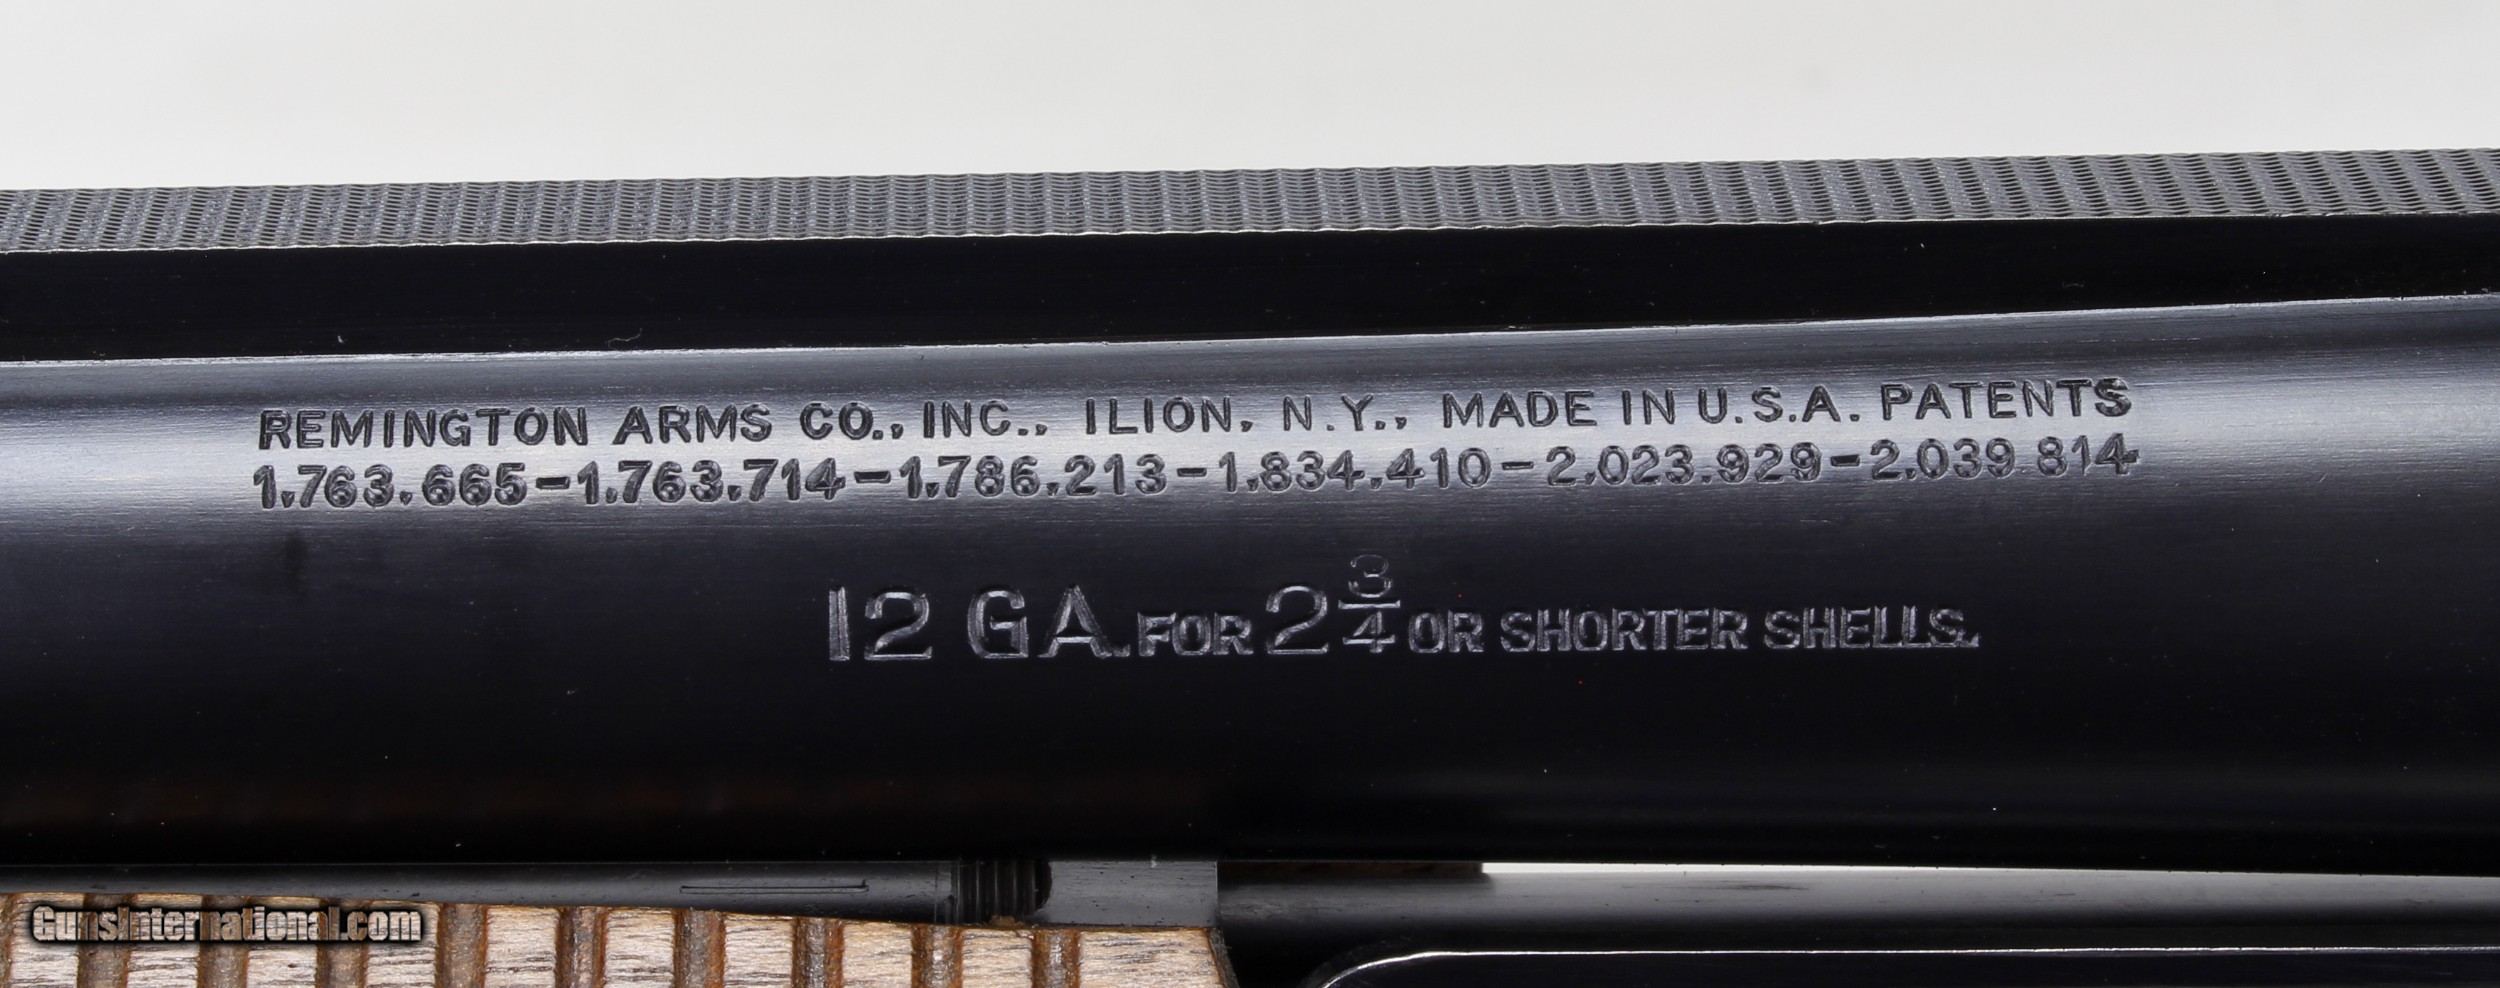 REMINGTON ARMS CO., INC., ILION, N.Y., MADE IN U.S.A. PATENTS
1,763,665-1,763,714-1,786,213-1,834,410-2,023,929-2,039,814
12 GA. FOR 2 3/4 OR SHORTER SHELLS.
GunsInternational.com